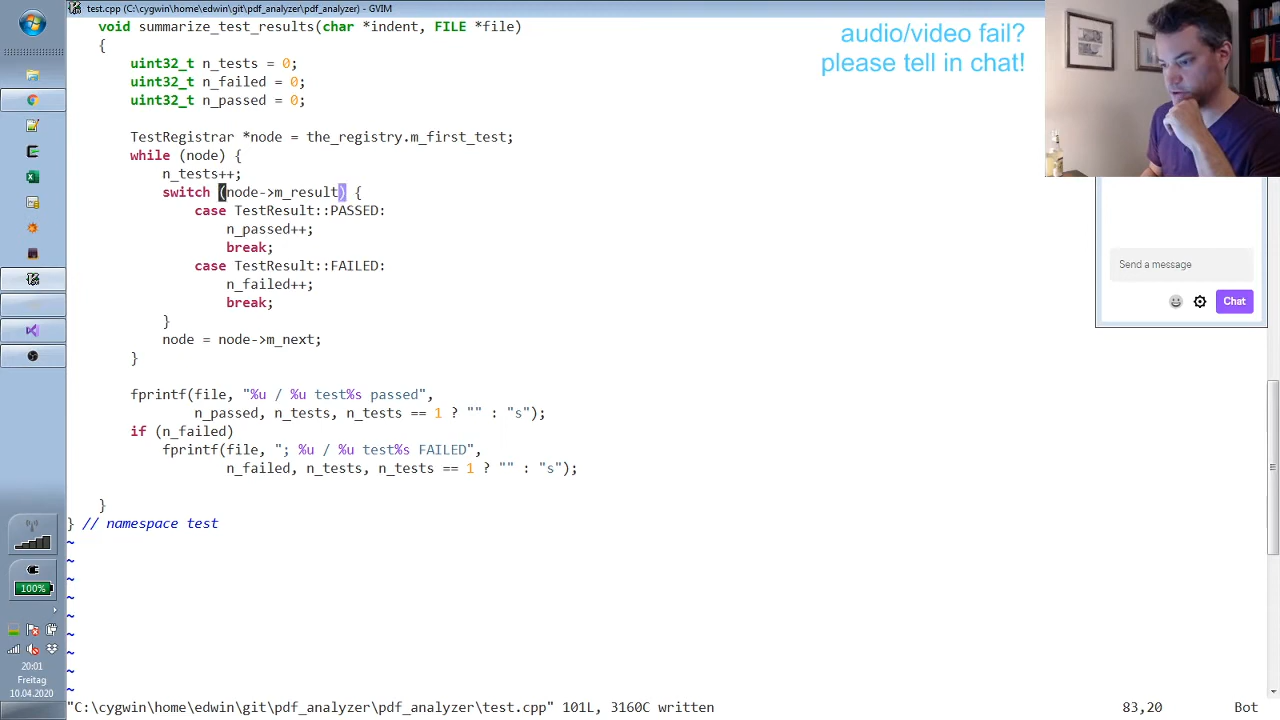 test.cpp (C:\cygwin\home\edwin\git\pdf_analyzer\pdf_analyzer) - GVIM
void summarize_test_results(char *indent, FILE *file)
{
uint32_t n_tests = 0;
uint32_t n_failed = 0;
uint32_t n_passed = 0;
TestRegistrar *node = the_registry.m_first_test;
while (node) {
n_tests++;
switch (node->m_result) {
case TestResult::PASSED:
n_passed++;
break;
case TestResult::FAILED:
n_failed++;
break;
}
node = node->m_next;
}
fprintf(file, "%u / %u test%s passed",
n_passed, n_tests, n_tests == 1 ? "" : "s");
if (n_failed)
fprintf(file, "; %u / %u test%s FAILED",
n_failed, n_tests, n_tests == 1 ? "" : "s");
}
} // namespace test
~
~
~
~
~
~
~
~
~
"C:\cygwin\home\edwin\git\pdf_analyzer\pdf_analyzer\test.cpp" 101L, 3160C written
83,20
Bot
audio/video fail?
please tell in chat!
Send a message
Chat
100%
20:01
Freitag
10.04.2020